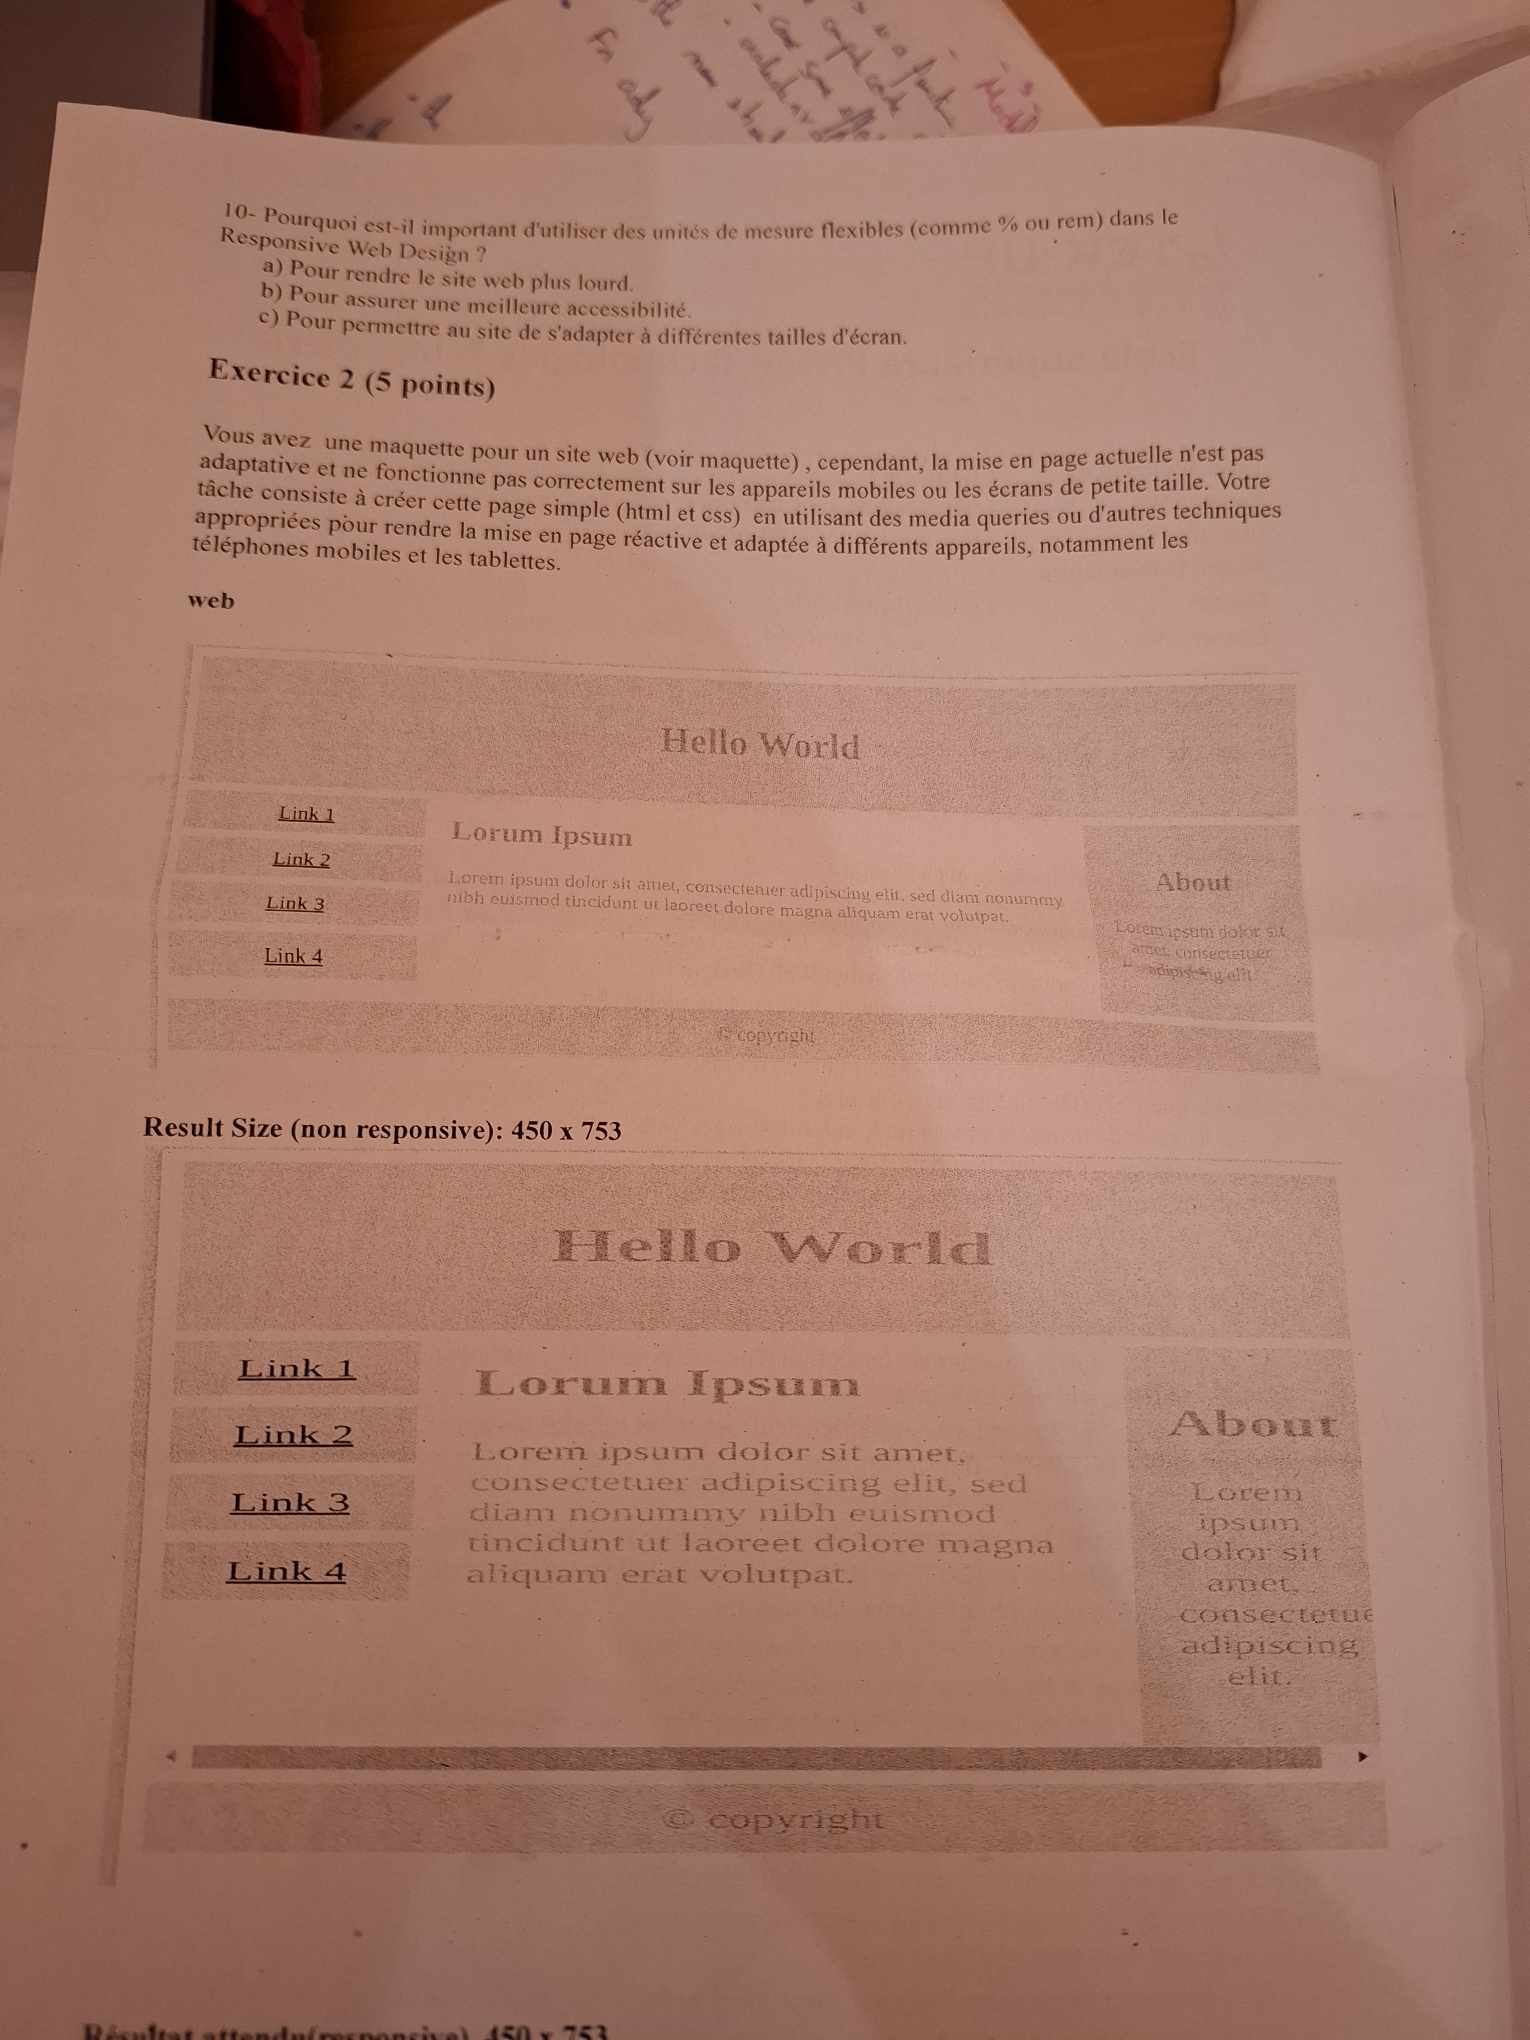 10- Pourquoi est-il important d'utiliser des unités de mesure flexibles (comme % ou rem) dans le
Responsive Web Design ?
a) Pour rendre le site web plus lourd.
b) Pour assurer une meilleure accessibilité.
c) Pour permettre au site de s'adapter à différentes tailles d'écran.
Exercice 2 (5 points)
Vous avez une maquette pour un site web (voir maquette) , cependant, la mise en page actuelle n'est pas
adaptative et ne fonctionne pas correctement sur les appareils mobiles ou les écrans de petite taille. Votre
tâche consiste à créer cette page simple (html et css) en utilisant des media queries ou d'autres techniques
appropriées pour rendre la mise en page réactive et adaptée à différents appareils, notamment les
téléphones mobiles et les tablettes.
web
Hello World
Link 1
Link 2
Link 3
Link 4
Lorum Ipsum
Lorem ipsum dolor sit amet, consectetuer adipiscing elit, sed diam nonummy
nibh euismod tincidunt ut laoreet dolore magna aliquam erat volutpat.
About
Lorem ipsum dolor sit
amet, consectetuer
adipiscing elit.
© copyright
Result Size (non responsive): 450 x 753
Hello World
Link 1
Link 2
Link 3
Link 4
Lorum Ipsum
Lorem ipsum dolor sit amet,
consectetuer adipiscing elit, sed
diam nonummy nibh euismod
tincidunt ut laoreet dolore magna
aliquam erat volutpat.
About
Lorem
ipsum
dolor sit
amet,
consectetue
adipiscing
elit.
© copyright
Résultat attendu(responsive) 450 x 753